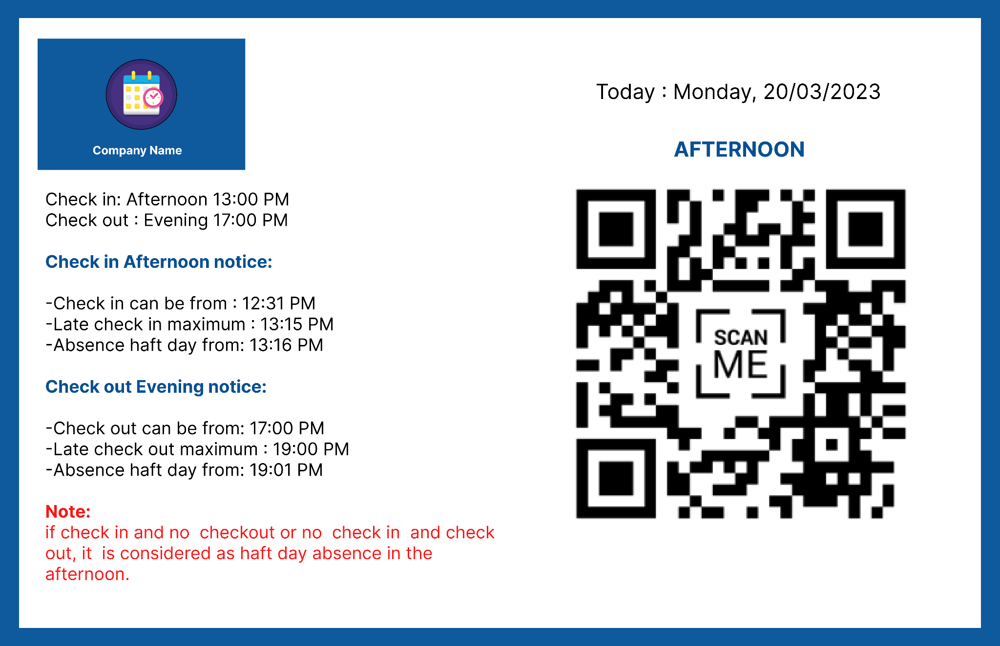 Company Name
Today : Monday, 20/03/2023
AFTERNOON
Check in: Afternoon 13:00 PM
Check out : Evening 17:00 PM
Check in Afternoon notice:
-Check in can be from : 12:31 PM
-Late check in maximum : 13:15 PM
-Absence haft day from: 13:16 PM
Check out Evening notice:
-Check out can be from: 17:00 PM
-Late check out maximum : 19:00 PM
-Absence haft day from: 19:01 PM
Note:
if check in and no  checkout or no  check in  and check
out, it  is considered as haft day absence in the
afternoon.
SCAN
ME